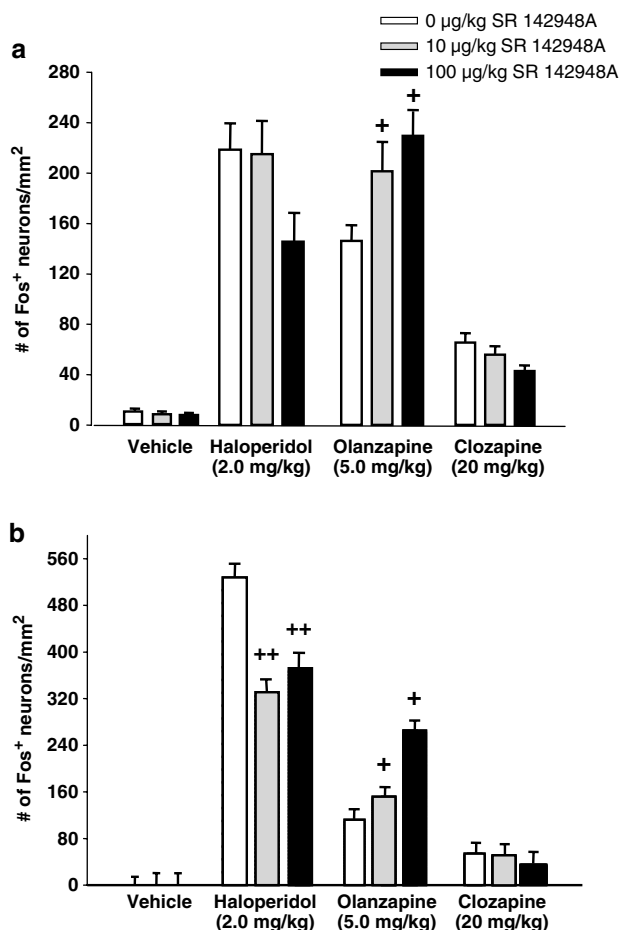 0 µg/kg SR 142948A
10 µg/kg SR 142948A
100 µg/kg SR 142948A
a
# of Fos+ neurons/mm2
280
240
200
160
120
80
40
0
+
+
Vehicle
Haloperidol
(2.0 mg/kg)
Olanzapine
(5.0 mg/kg)
Clozapine
(20 mg/kg)
b
# of Fos+ neurons/mm2
560
480
400
320
240
160
80
0
++
++
+
+
Vehicle
Haloperidol
(2.0 mg/kg)
Olanzapine
(5.0 mg/kg)
Clozapine
(20 mg/kg)